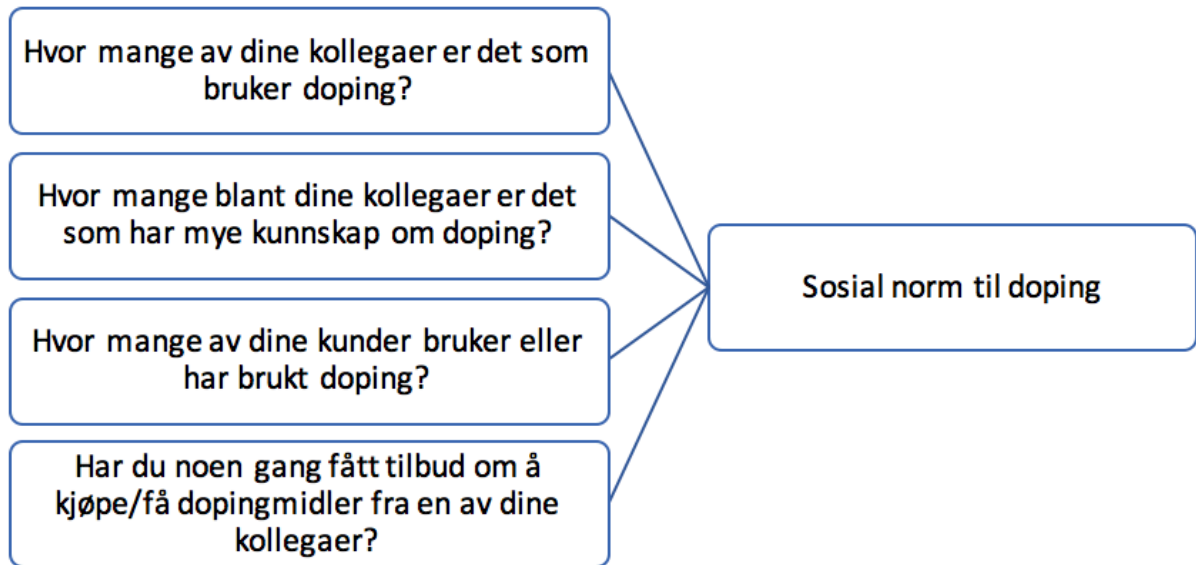 Hvor mange av dine kollegaer er det som
bruker doping?
Hvor mange blant dine kollegaer er det
som har mye kunnskap om doping?
Hvor mange av dine kunder bruker eller
har brukt doping?
Har du noen gang fått tilbud om å
kjøpe/få dopingmidler fra en av dine
kollegaer?
Sosial norm til doping